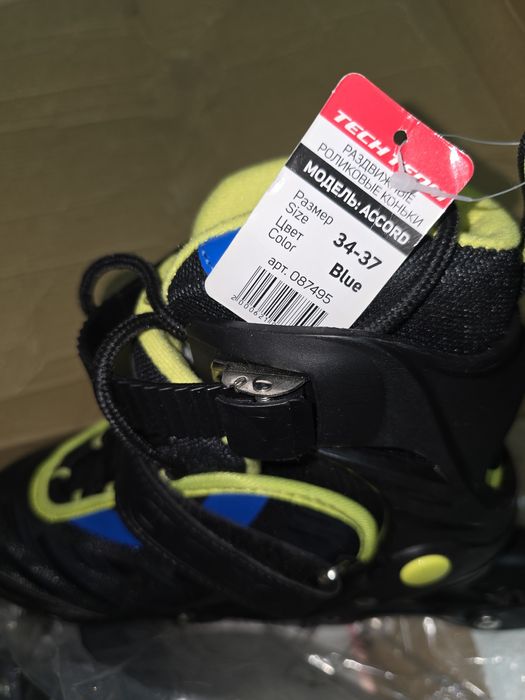 TECH TEAM
РАЗДВИЖНЫЕ
РОЛИКОВЫЕ КОНЬКИ
МОДЕЛЬ: ACCORD
Размер
Size
34-37
Цвет
Color
Blue
арт. 087495